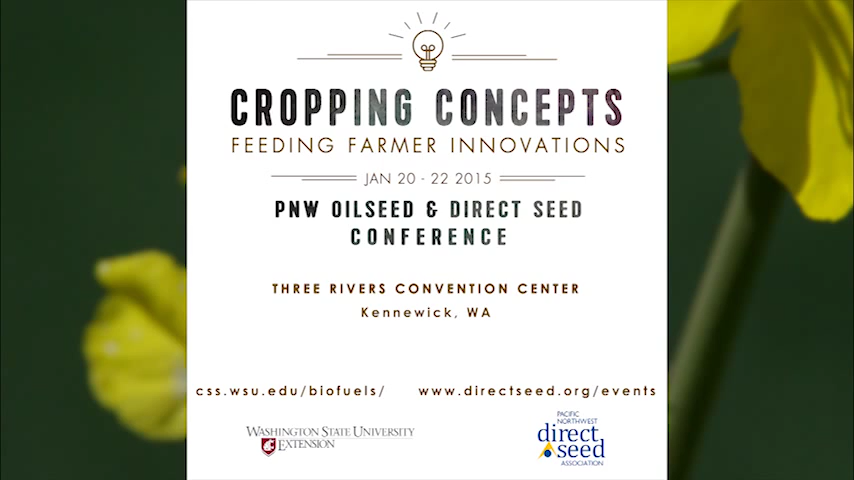 CROPPING CONCEPTS
FEEDING FARMER INNOVATIONS
JAN 20 - 22 2015
PNW OILSEED & DIRECT SEED
CONFERENCE
THREE RIVERS CONVENTION CENTER
Kennewick, WA
css.wsu.edu/biofuels/ www.directseed.org/events
WASHINGTON STATE UNIVERSITY
EXTENSION
PACIFIC
NORTHWEST
direct
seed
ASSOCIATION